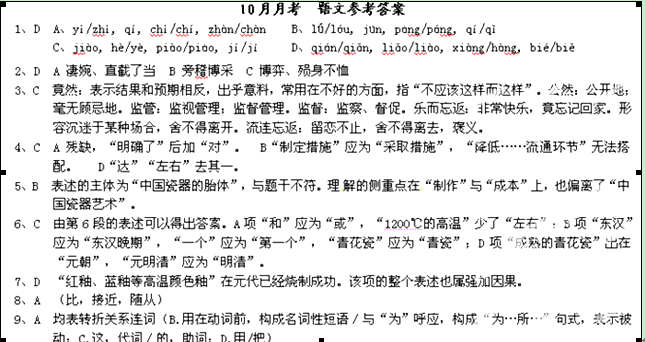 10月月考  语文参考答案
1、D  A、yì/zhi，qí，chì/chí，zhàn/chàn    B、lǚ/lóu，jūn，pang/páng，qí/qì
C、jiào，hè/yè，piào/piāo，jí/jí    D、qián/qiǎn，liǎo/liào，xiàng/hàng，bié/biè
2、D  A 凄婉、直截了当  B 旁稽博采  C 博弈、殒身不恤
3、C  竟然：表示结果和预期相反，出乎意料，常用在不好的方面，指“不应该这样而这样”。公然：公开地；
毫无顾忌地。监管：监视管理；监督管理。监督：监察、督促。乐而忘返：非常快乐，竟忘记回家。形
容沉迷于某种场合，舍不得离开。流连忘返：留恋不止，舍不得离去，褒义。
4、C  A 残缺，“明确了”后加“对”。  B“制定措施”应为“采取措施”，“降低……流通环节”无法搭
配。  D“达”“左右”去其一。
5、B  表述的主体为“中国瓷器的胎体”，与题干不符。理解的侧重点在“制作”与“成本”上，也偏离了“中
国瓷器艺术”。
6、C  由第6段的表述可以得出答案。A项“和”应为“或”，“1200℃的高温”少了“左右”；B项“东汉”
应为“东汉晚期”，“一个”应为“第一个”，“青花瓷”应为“青瓷”；D项“成熟的青花瓷”出在
“元朝”，“元明清”应为“明清”。
7、D  “红釉、蓝釉等高温颜色釉”在元代已经烧制成功。该项的整个表述也属强加因果。
8、A  （比，接近，随从）
9、A  均表转折关系连词（B.用在动词前，构成名词性短语/与“为”呼应，构成“为…所…”句式，表示被
动；C.这，代词/的，助词；D.用/把）